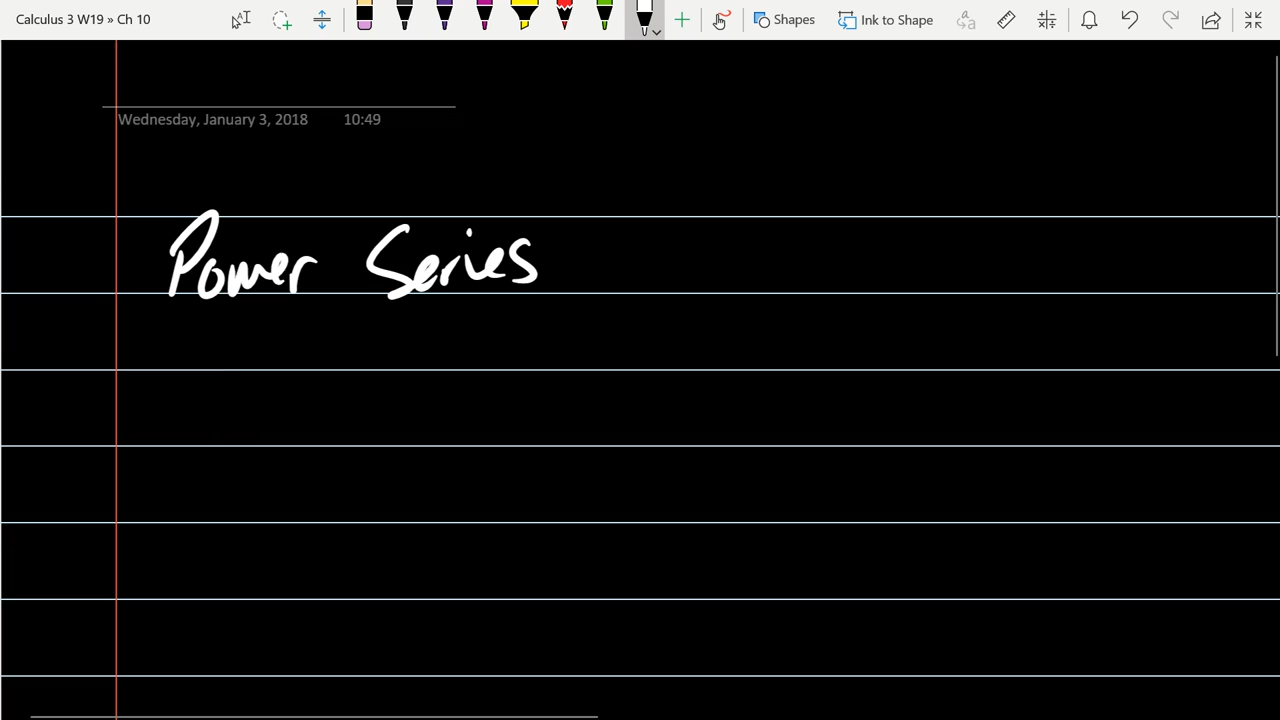 Calculus 3 W19 » Ch 10
Shapes
Ink to Shape
Wednesday, January 3, 2018 10:49
Power Series